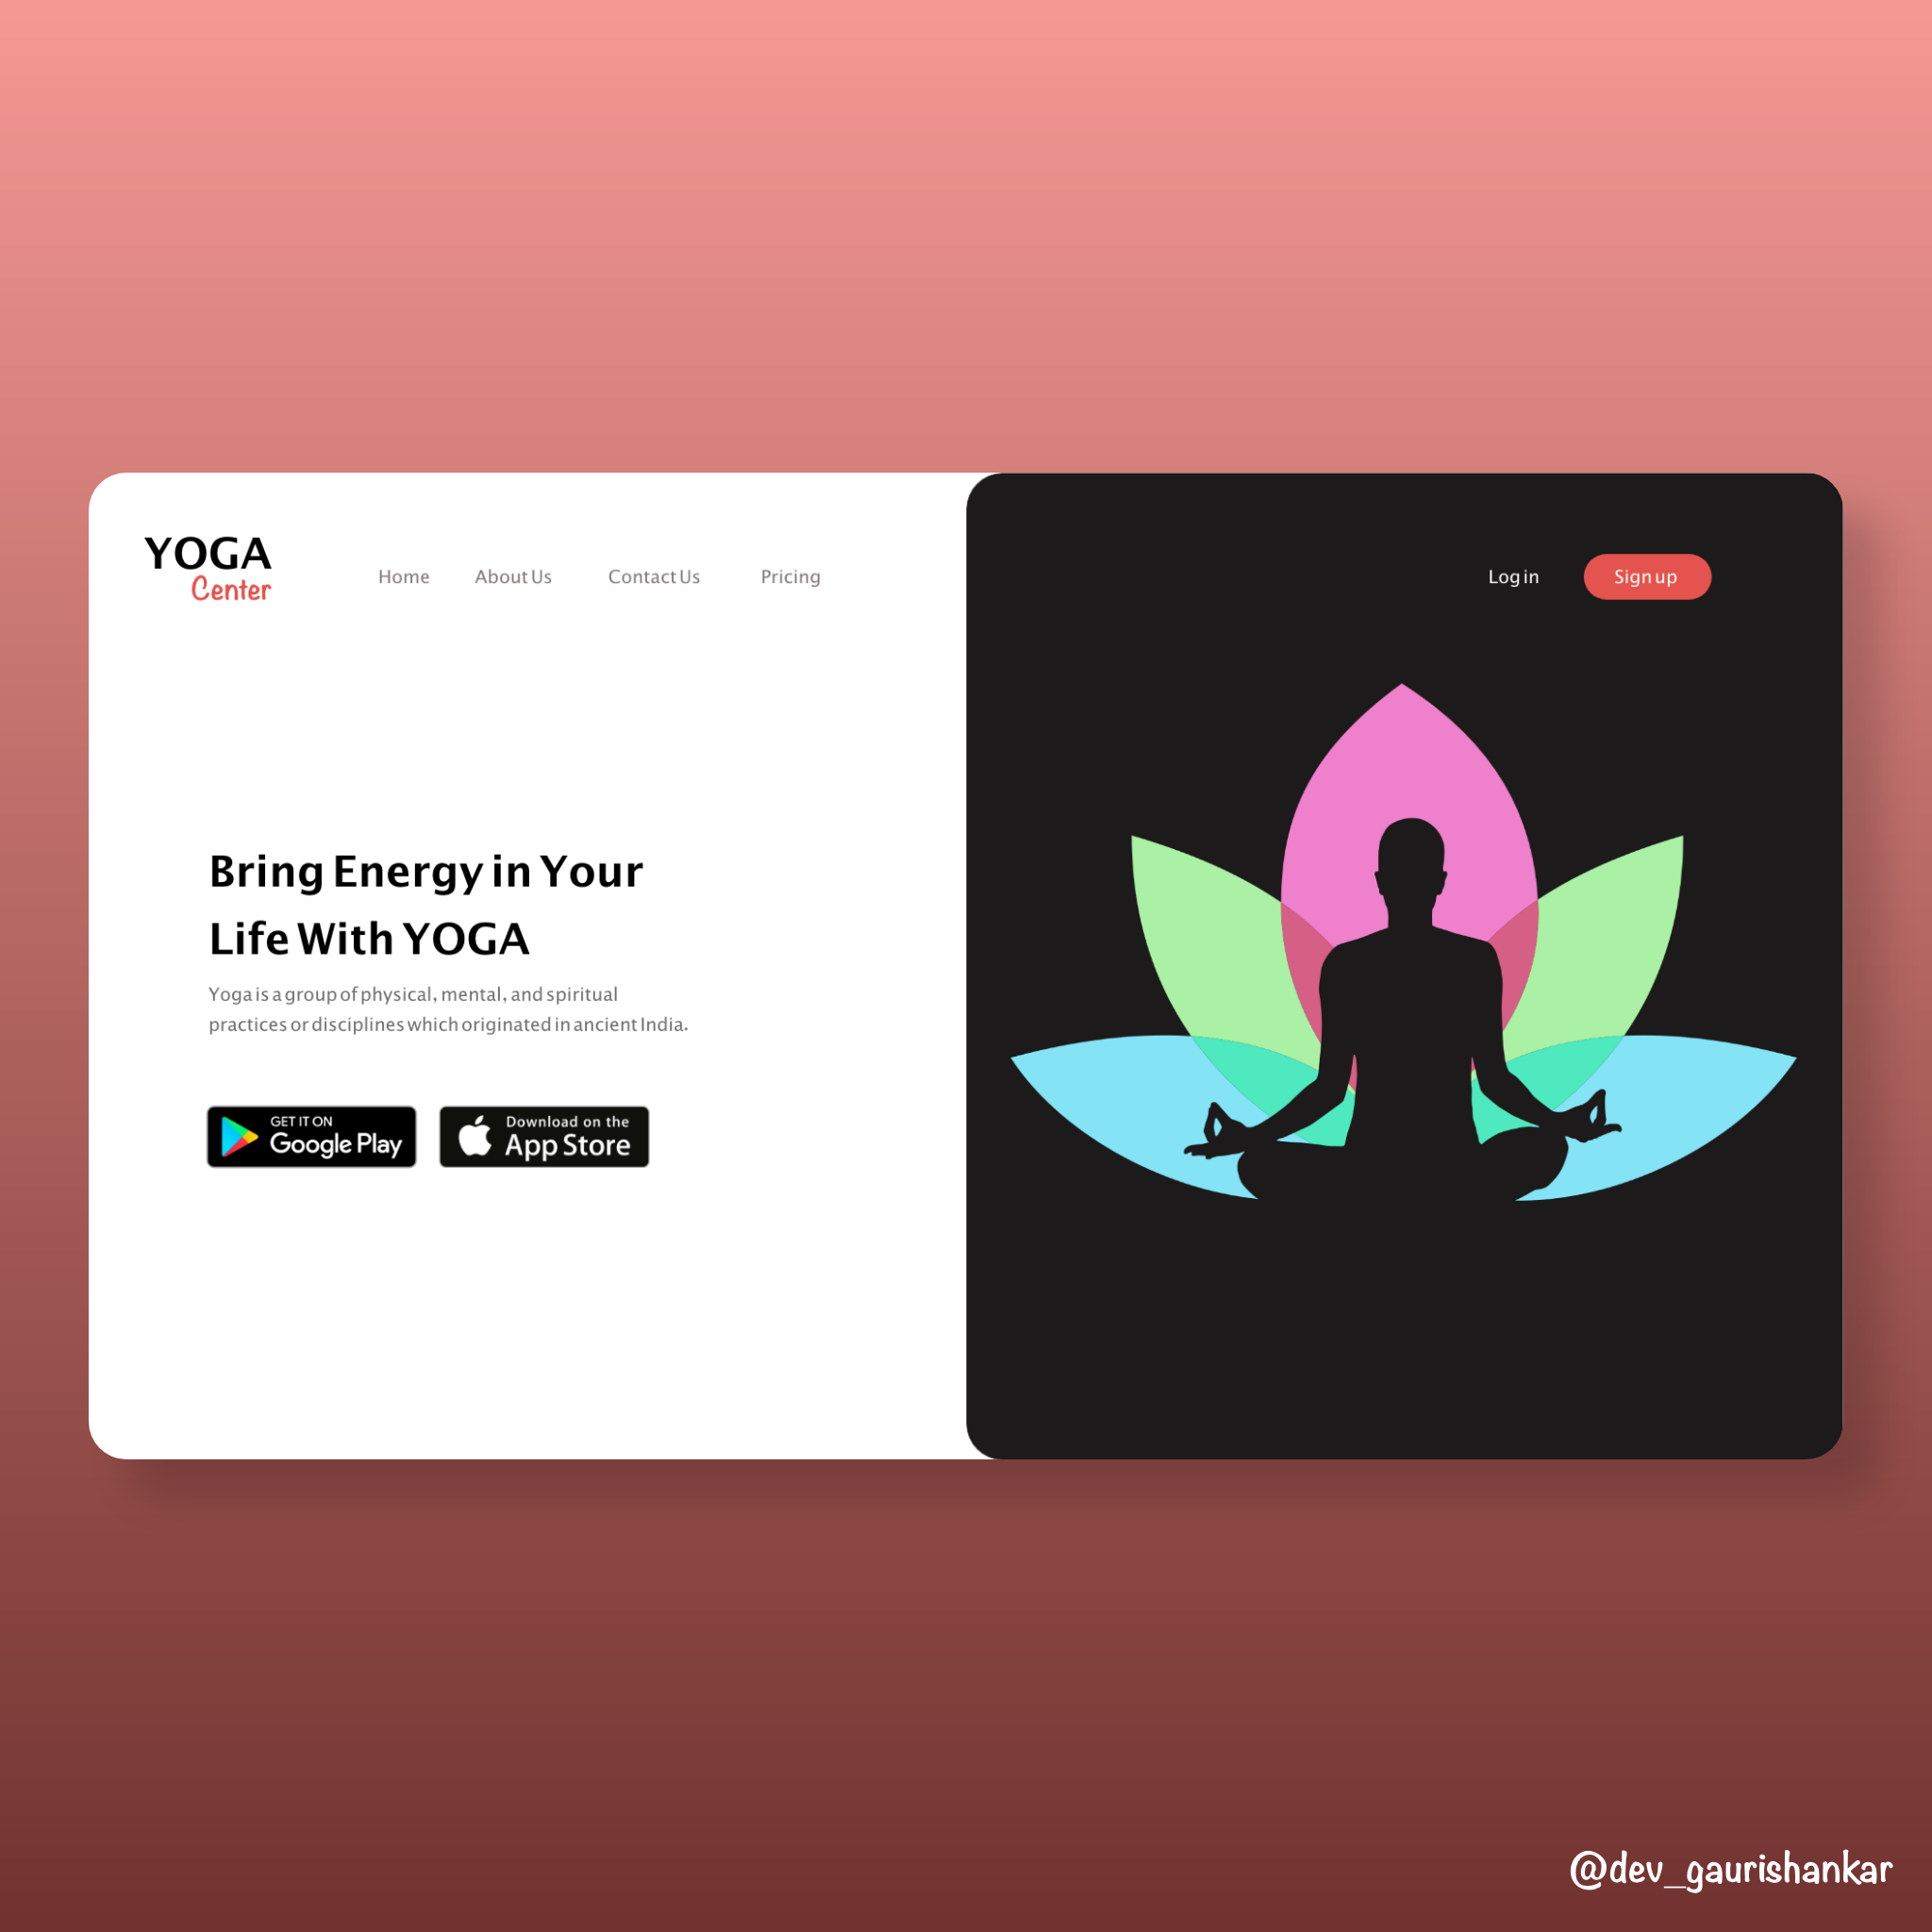 YOGA
Center
Home About Us Contact Us Pricing
Log in Sign up
Bring Energy in Your
Life With YOGA
Yoga is a group of physical, mental, and spiritual
practices or disciplines which originated in ancient India.
GET IT ON
Google Play
Download on the
App Store
@dev_gaurishankar